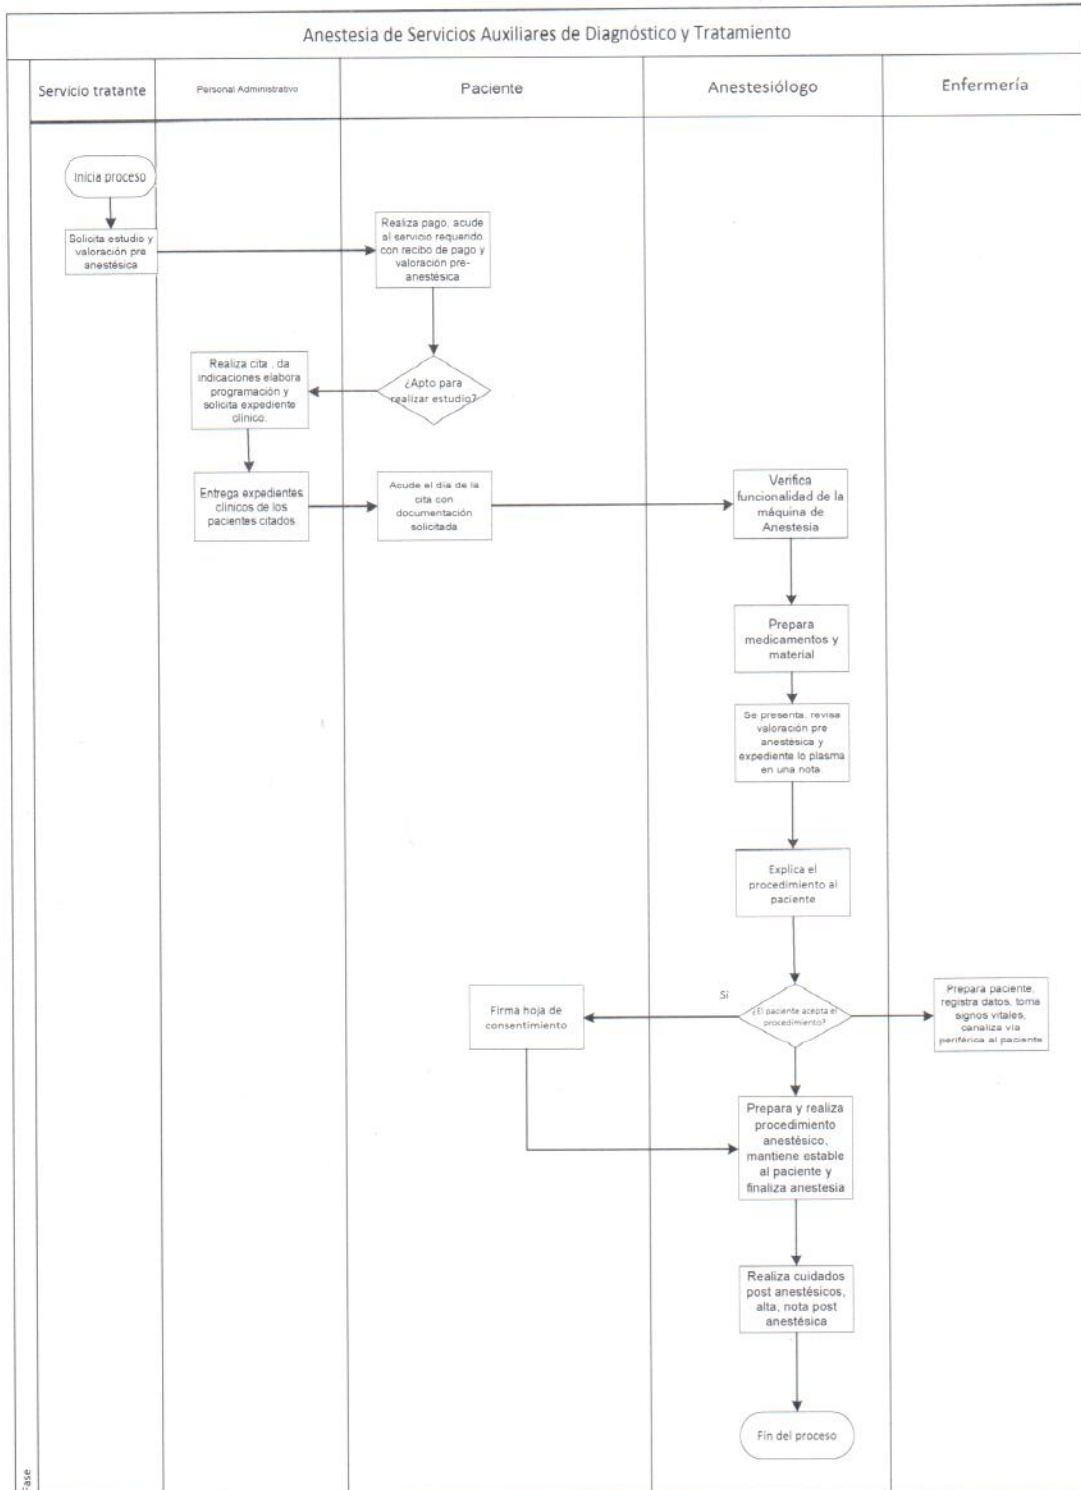 Anestesia de Servicios Auxiliares de Diagnóstico y Tratamiento
Servicio tratante
Personal Administrativo
Paciente
Anestesiólogo
Enfermería
Inicia proceso
Solicita estudio y
valoración pre
anestésica
Realiza pago, acude
al servicio requerido
con recibo de pago y
valoración pre-
anestésica
¿Apto para
realizar estudio?
Realiza cita , da
indicaciones elabora
programación y
solicita expediente
clínico.
Entrega expedientes
clínicos de los
pacientes citados
Acude el día de la
cita con
documentación
solicitada
Verifica
funcionalidad de la
máquina de
Anestesia
Prepara
medicamentos y
material
Se presenta, revisa
valoración pre
anestésica y
expediente lo plasma
en una nota
Explica el
procedimiento al
paciente
¿El paciente acepta el
procedimiento?
Si
Firma hoja de
consentimiento
Prepara paciente,
registra datos, toma
signos vitales,
canaliza vía
periférica al paciente
Prepara y realiza
procedimiento
anestésico,
mantiene estable
al paciente y
finaliza anestesia
Realiza cuidados
post anestésicos,
alta, nota post
anestésica
Fin del proceso
Fase